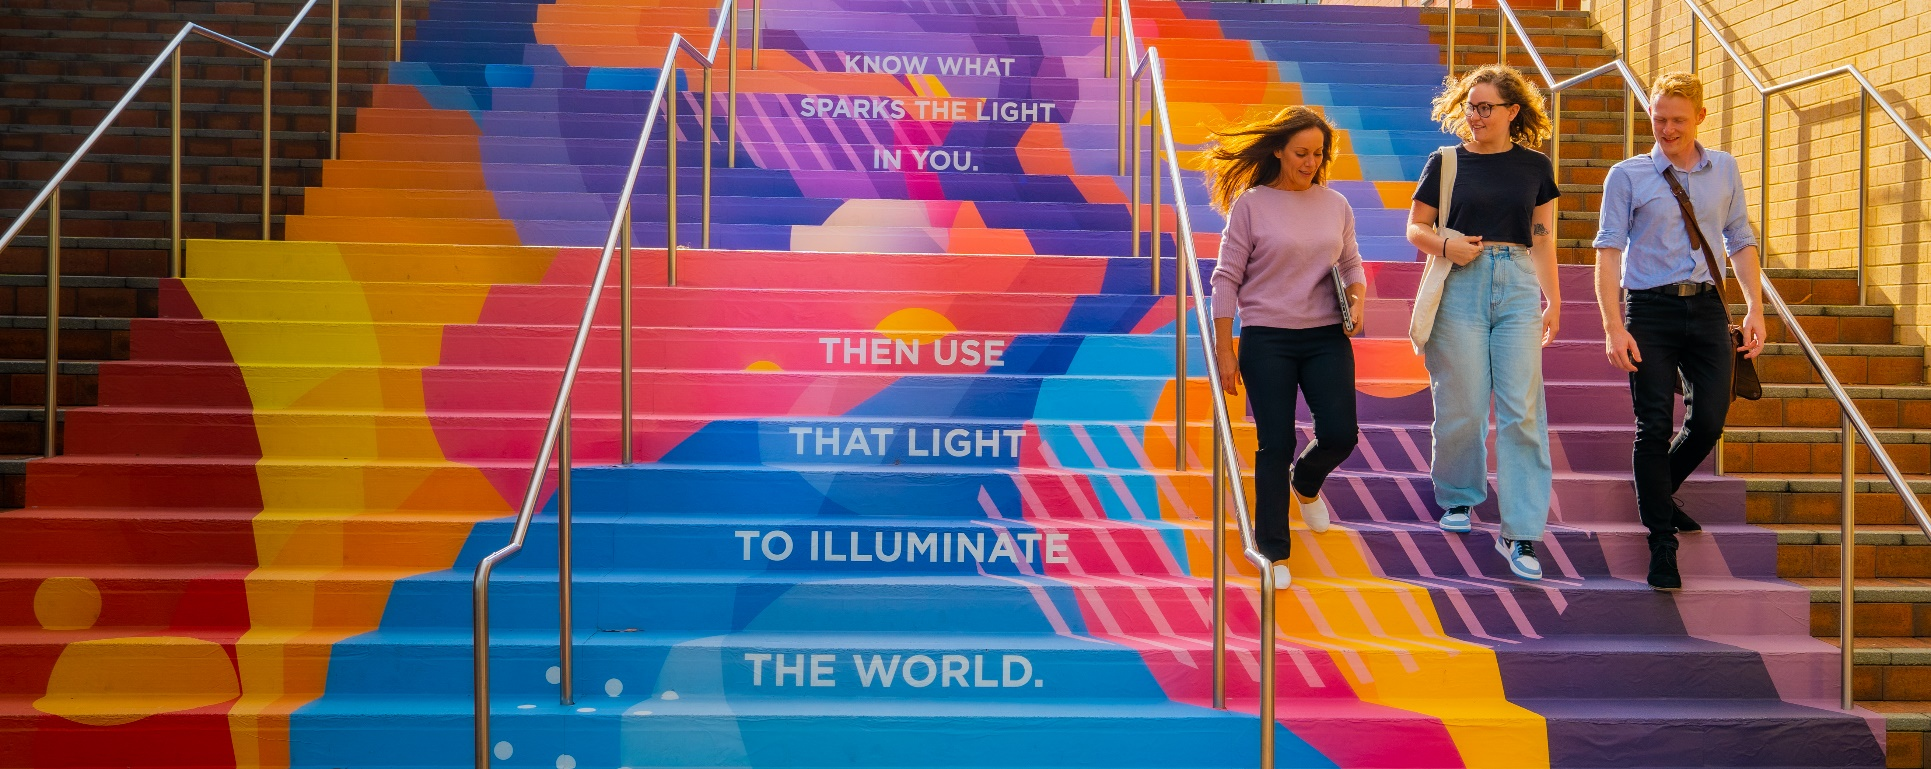 KNOW WHAT
SPARKS THE LIGHT
IN YOU.
THEN USE
THAT LIGHT
TO ILLUMINATE
THE WORLD.